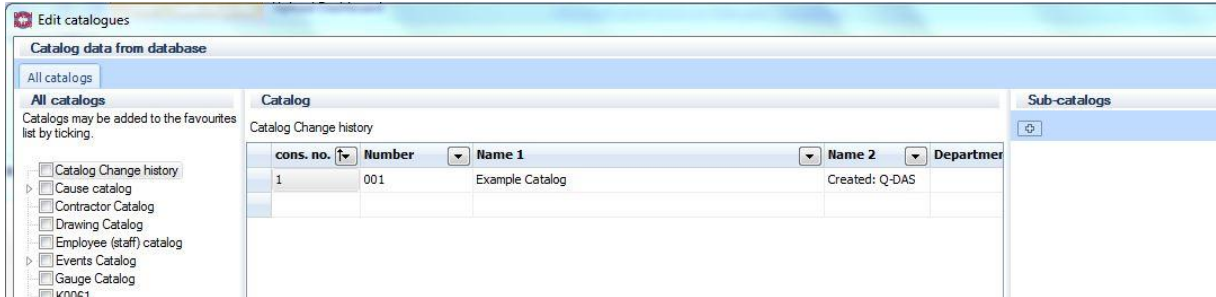 Edit catalogues
Catalog data from database
All catalogs
All catalogs
Catalogs may be added to the favourites
list by ticking.
Catalog Change history
Cause catalog
Contractor Catalog
Drawing Catalog
Employee (staff) catalog
Events Catalog
Gauge Catalog
K0061
Catalog
Catalog Change history
cons. no. Number Name 1 Name 2 Departmen
1 001 Example Catalog Created: Q-DAS
Sub-catalogs